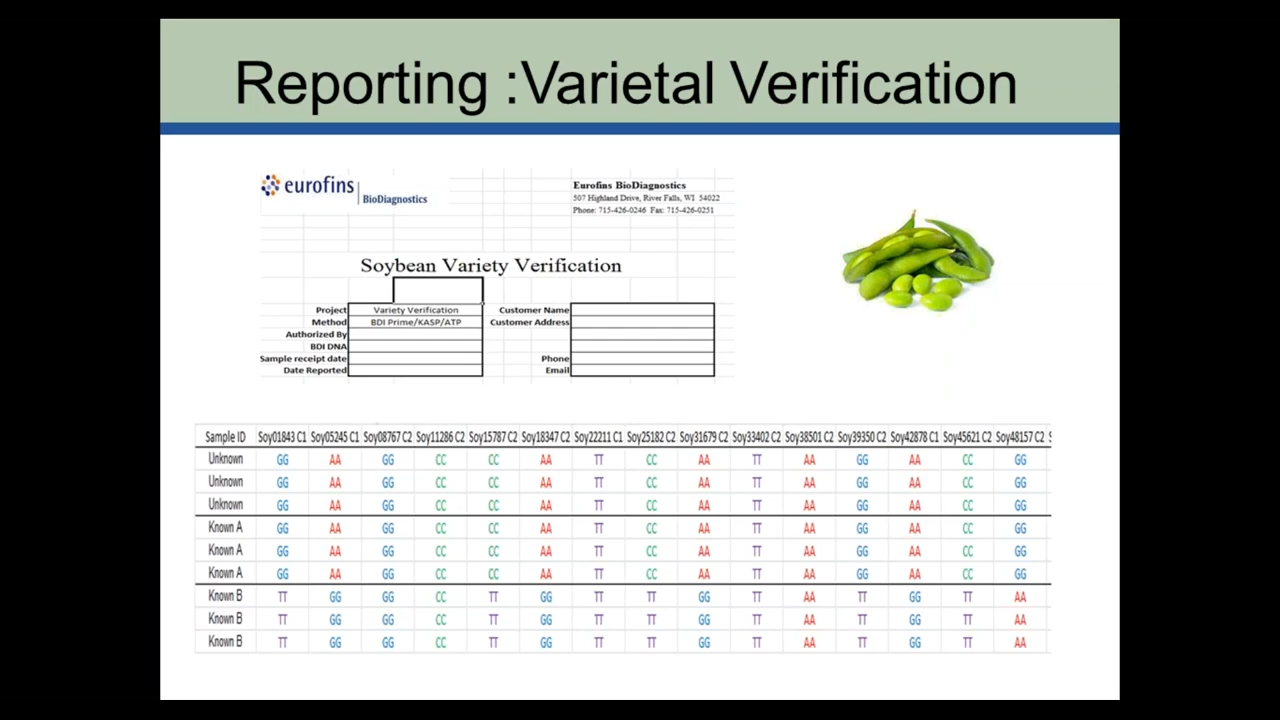 Reporting :Varietal Verification
eurofins
BioDiagnostics
Eurofins BioDiagnostics
507 Highland Drive, River Falls, WI 54022
Phone: 715-426-0246 Fax: 715-426-0251
Soybean Variety Verification
Project Variety Verification Customer Name
Method BDI Prime/KASP/ATP Customer Address
Authorized By
BDI DNA
Sample receipt date Phone
Date Reported Email
Sample ID Soy01843 C1 Soy05245 C1 Soy08767 C2 Soy11286 C2 Soy15787 C2 Soy18347 C2 Soy22211 C1 Soy25182 C2 Soy31679 C2 Soy33402 C2 Soy38501 C2 Soy39350 C2 Soy42878 C1 Soy45621 C2 Soy48157 C2
Unknown GG AA GG CC CC AA TT CC AA TT AA GG AA CC GG
Unknown GG AA GG CC CC AA TT CC AA TT AA GG AA CC GG
Unknown GG AA GG CC CC AA TT CC AA TT AA GG AA CC GG
Known A GG AA GG CC CC AA TT CC AA TT AA GG AA CC GG
Known A GG AA GG CC CC AA TT CC AA TT AA GG AA CC GG
Known A GG AA GG CC CC AA TT CC AA TT AA GG AA CC GG
Known B TT GG GG CC TT GG TT TT GG TT AA TT GG TT AA
Known B TT GG GG CC TT GG TT TT GG TT AA TT GG TT AA
Known B TT GG GG CC TT GG TT TT GG TT AA TT GG TT AA